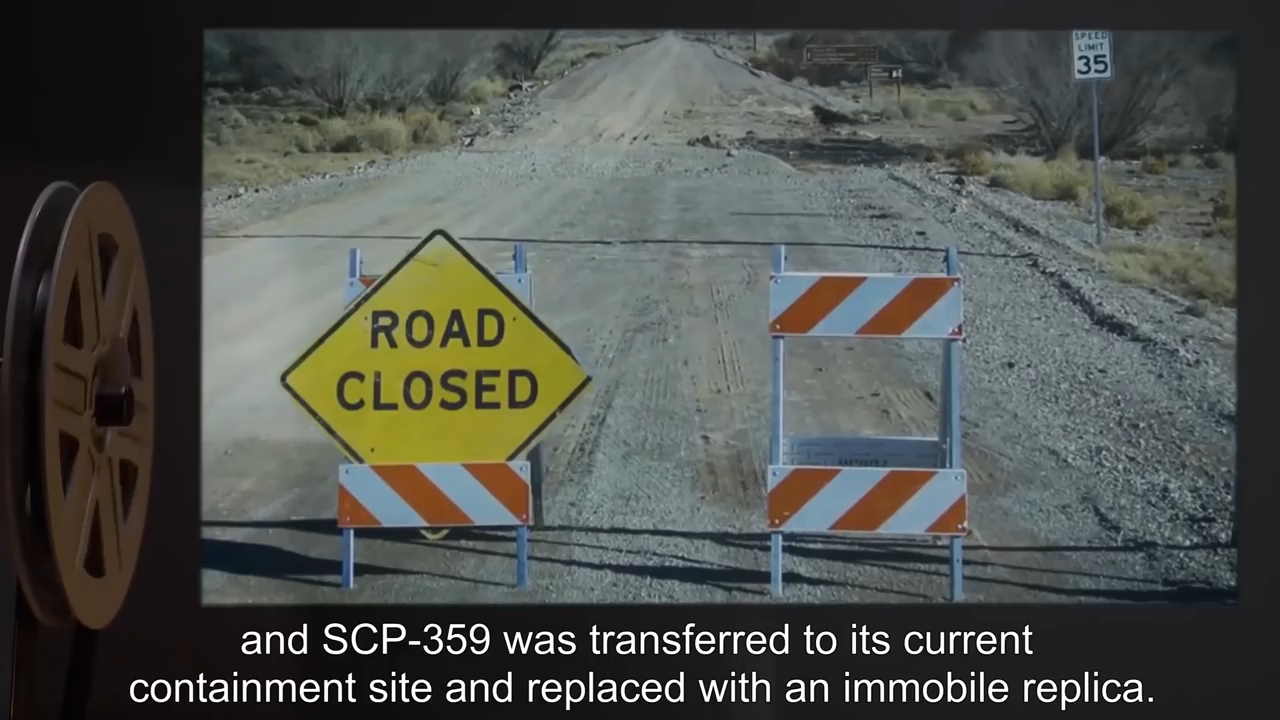 SPEED
LIMIT
35
ROAD
CLOSED
and SCP-359 was transferred to its current
containment site and replaced with an immobile replica.